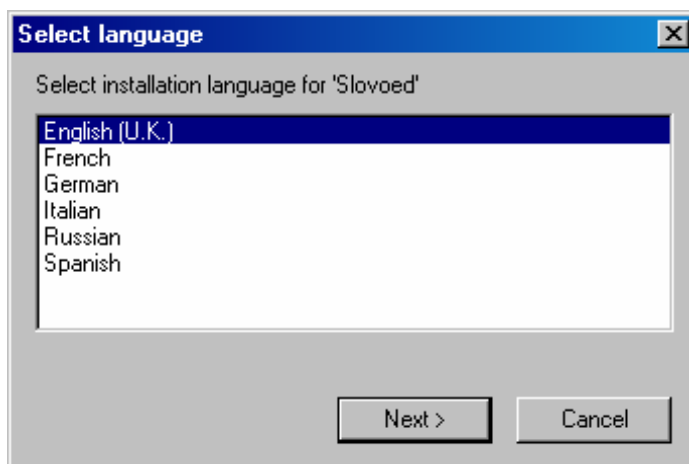 Select language
Select installation language for 'Slovoed'
English (U.K.)
French
German
Italian
Russian
Spanish
Next >
Cancel